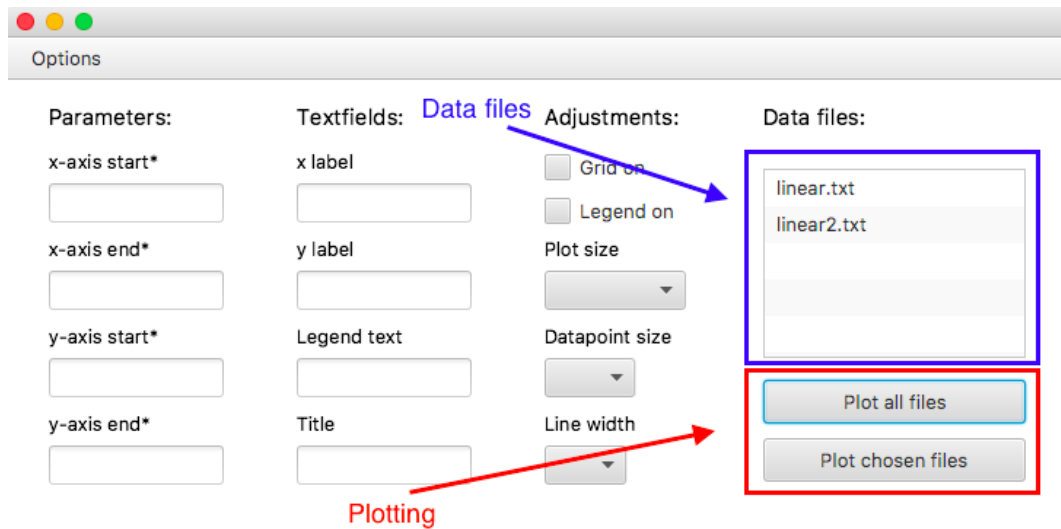 Options
Parameters:
Textfields:
Data files
Adjustments:
Data files:
x-axis start*
x label
Grid on
linear.txt
Legend on
linear2.txt
x-axis end*
y label
Plot size
y-axis start*
Legend text
Datapoint size
Plot all files
y-axis end*
Title
Line width
Plot chosen files
Plotting